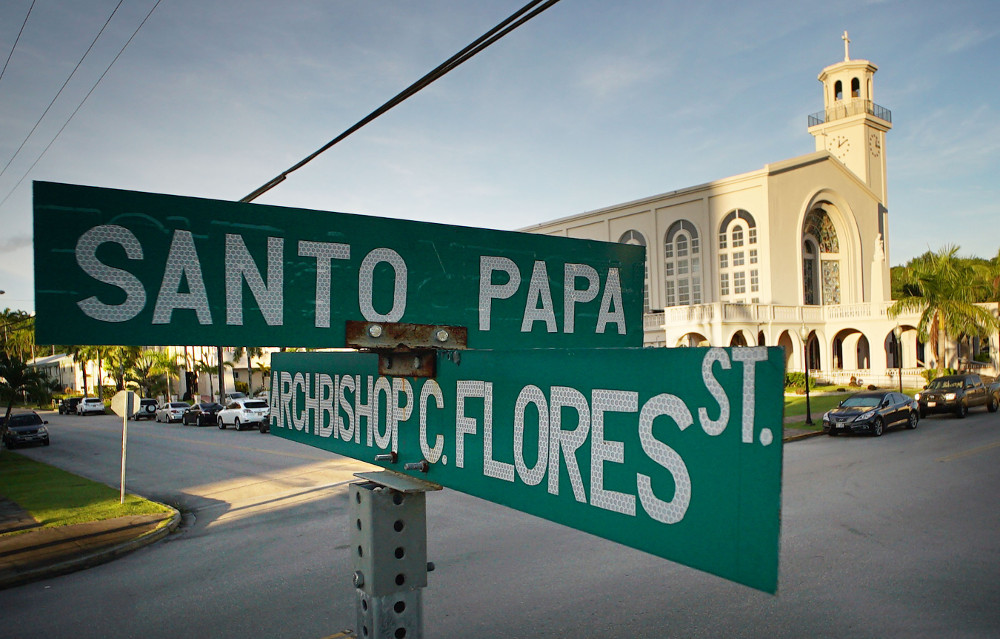 SANTO PAPA
ARCHBISHOP C. FLORES ST.